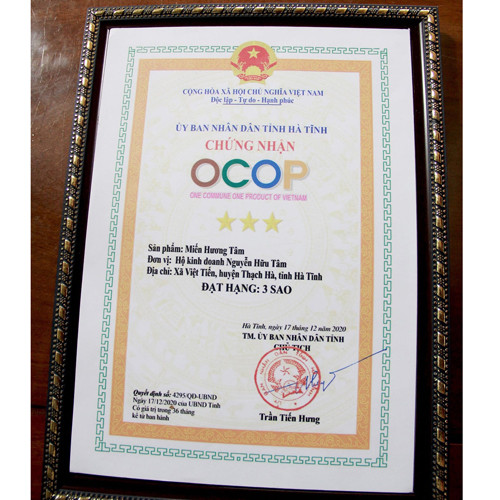 CỘNG HÒA XÃ HỘI CHỦ NGHĨA VIỆT NAM
Độc lập - Tự do - Hạnh phúc
ỦY BAN NHÂN DÂN TỈNH HÀ TĨNH
CHỨNG NHẬN
OCOP
ONE COMMUNE ONE PRODUCT OF VIETNAM
Sản phẩm: Miến Hương Tâm
Đơn vị: Hộ kinh doanh Nguyễn Hữu Tâm
Địa chỉ: Xã Việt Tiến, huyện Thạch Hà, tỉnh Hà Tĩnh
ĐẠT HẠNG: 3 SAO
Hà Tĩnh, ngày 17 tháng 12 năm 2020
TM. ỦY BAN NHÂN DÂN TỈNH
CHỦ TỊCH
Quyết định số: 4295/QĐ-UBND
Ngày 17/12/2020 của UBND Tỉnh
Có giá trị trong 36 tháng
kể từ ban hành
Trần Tiến Hưng